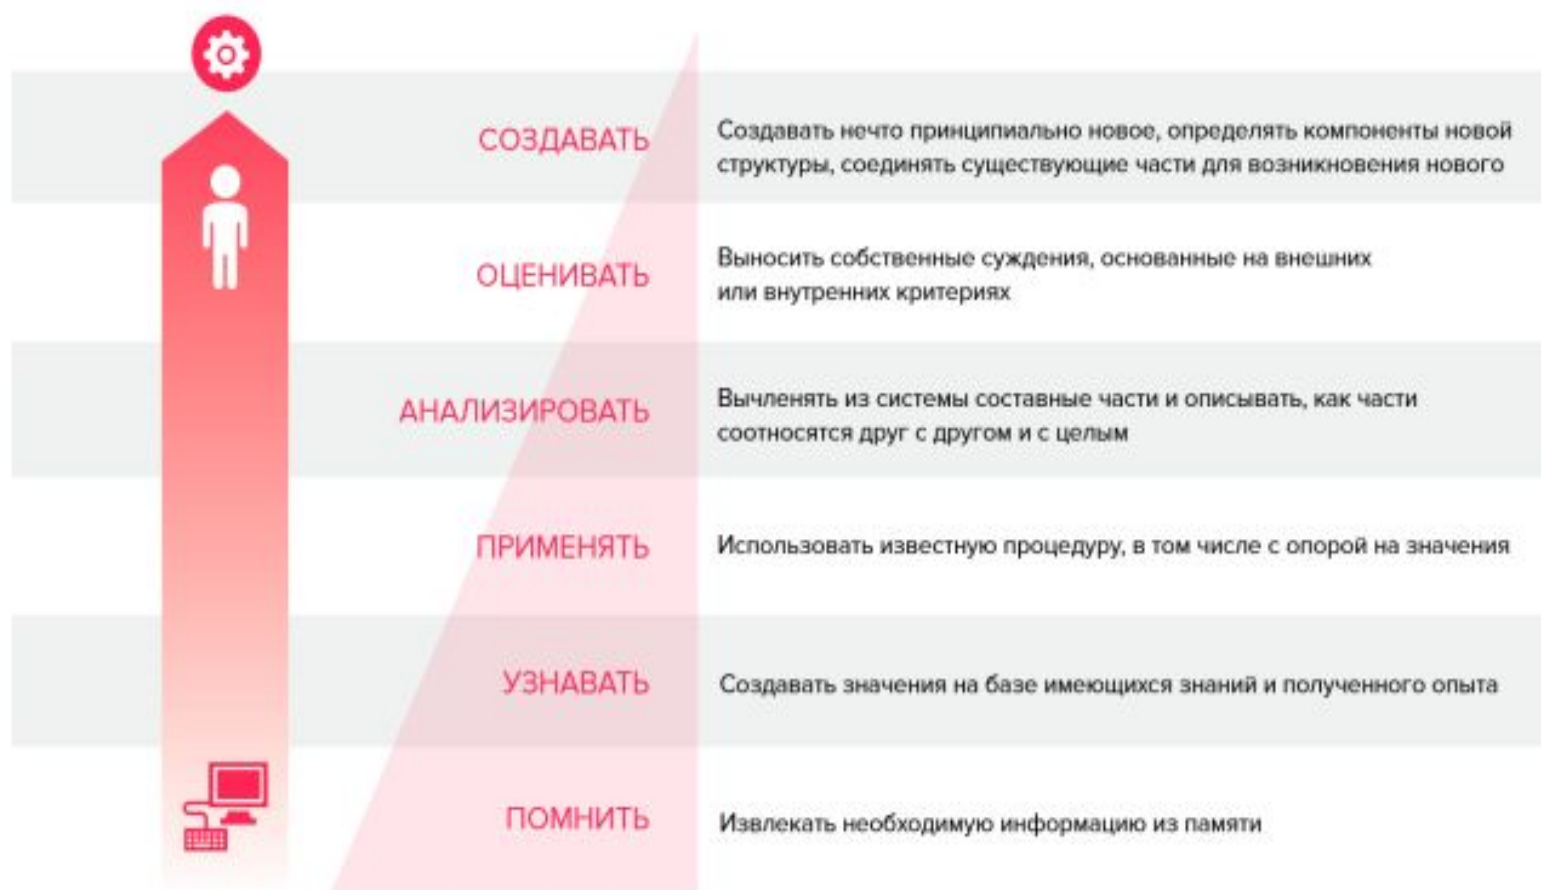 СОЗДАВАТЬ
Создавать нечто принципиально новое, определять компоненты новой
структуры, соединять существующие части для возникновения нового
ОЦЕНИВАТЬ
Выносить собственные суждения, основанные на внешних
или внутренних критериях
АНАЛИЗИРОВАТЬ
Вычленять из системы составные части и описывать, как части
соотносятся друг с другом и с целым
ПРИМЕНЯТЬ
Использовать известную процедуру, в том числе с опорой на значения
УЗНАВАТЬ
Создавать значения на базе имеющихся знаний и полученного опыта
ПОМНИТЬ
Извлекать необходимую информацию из памяти